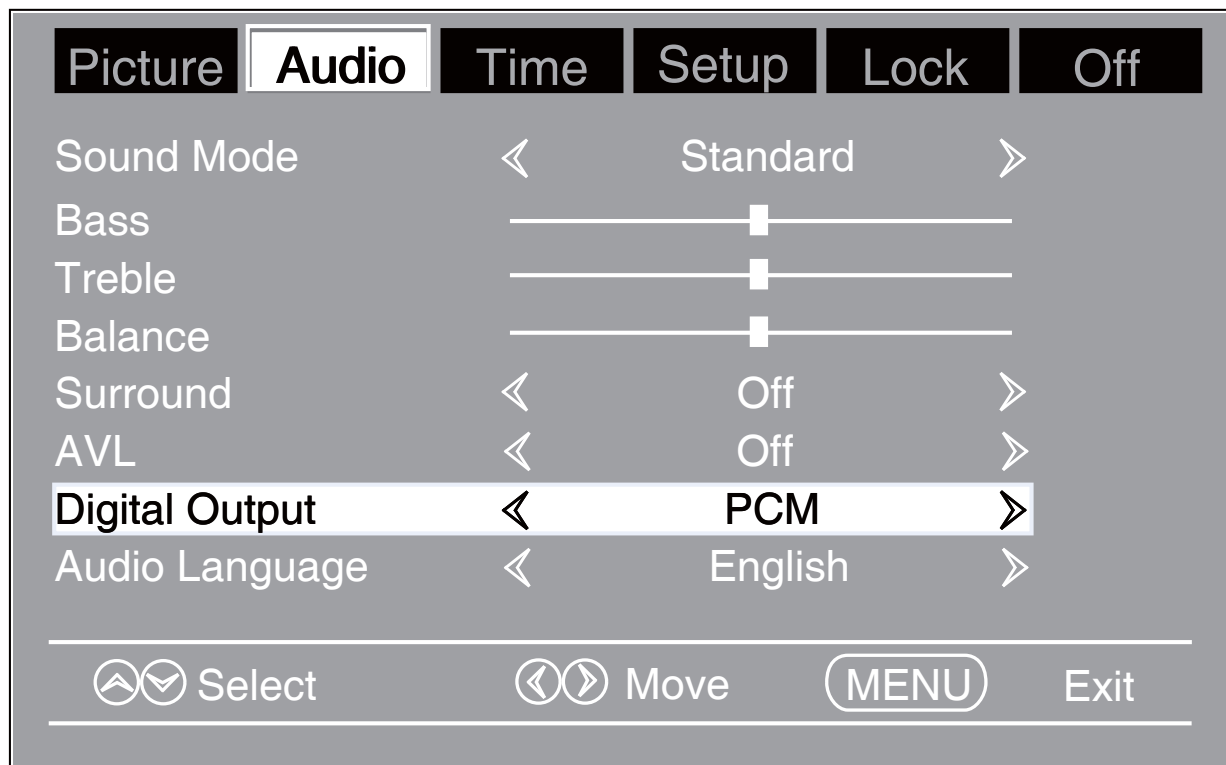 Picture Audio Time Setup Lock Off
Sound Mode Standard
Bass
Treble
Balance
Surround Off
AVL Off
Digital Output PCM
Audio Language English
Select Move MENU Exit